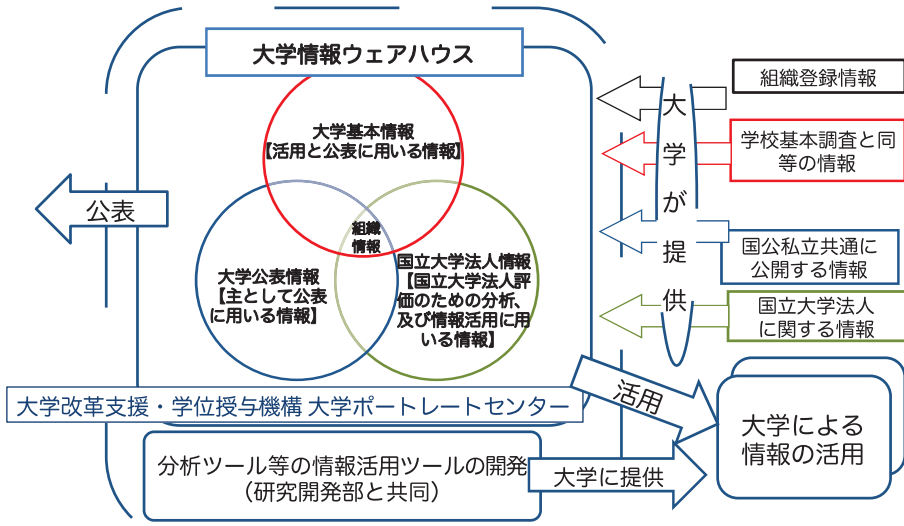 大学情報ウェアハウス
大学基本情報
【活用と公表に用いる情報】
組織
情報
大学公表情報
【主として公表
に用いる情報】
国立大学法人情報
【国立大学法人評
価のための分析、
及び情報活用に用
いる情報】
公表
大学が提供
組織登録情報
学校基本調査と同
等の情報
国公私立共通に
公開する情報
国立大学法人
に関する情報
大学改革支援・学位授与機構 大学ポートレートセンター
活用
分析ツール等の情報活用ツールの開発
（研究開発部と共同）
大学に提供
大学による
情報の活用